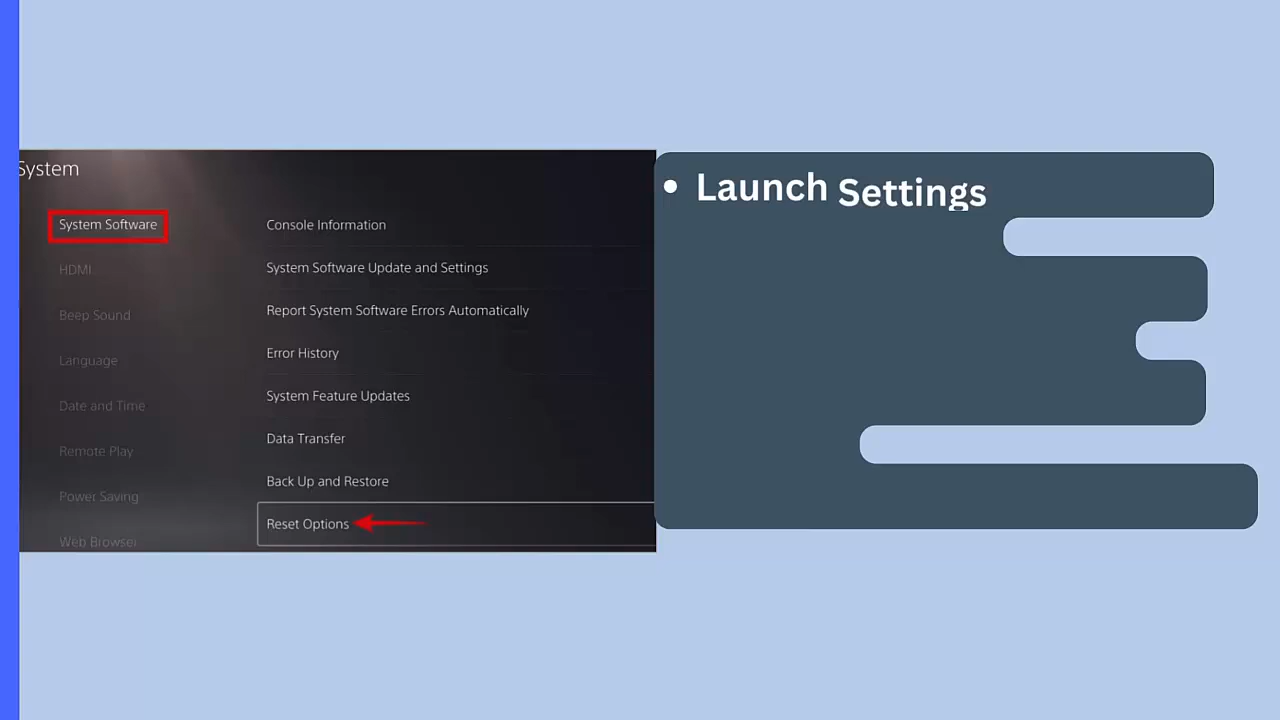 System
System Software
HDMI
Beep Sound
Language
Date and Time
Remote Play
Power Saving
Web Browser
Console Information
System Software Update and Settings
Report System Software Errors Automatically
Error History
System Feature Updates
Data Transfer
Back Up and Restore
Reset Options
• Launch Settings